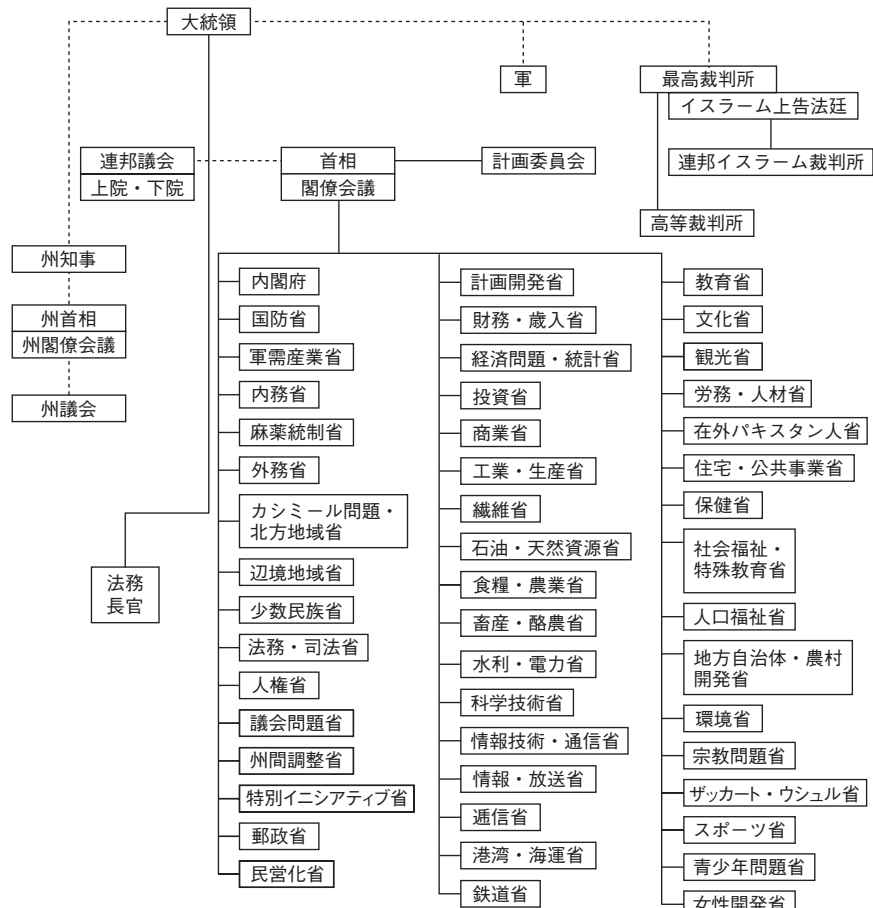 大統領
軍
最高裁判所
イスラーム上告法廷
連邦イスラーム裁判所
高等裁判所
連邦議会
上院・下院
首相
閣僚会議
計画委員会
州知事
州首相
州閣僚会議
州議会
法務
長官
内閣府
国防省
軍需産業省
内務省
麻薬統制省
外務省
カシミール問題・
北方地域省
辺境地域省
少数民族省
法務・司法省
人権省
議会問題省
州間調整省
特別イニシアティブ省
郵政省
民営化省
計画開発省
財務・歳入省
経済問題・統計省
投資省
商業省
工業・生産省
繊維省
石油・天然資源省
食糧・農業省
畜産・酪農省
水利・電力省
科学技術省
情報技術・通信省
情報・放送省
逓信省
港湾・海運省
鉄道省
教育省
文化省
観光省
労務・人材省
在外パキスタン人省
住宅・公共事業省
保健省
社会福祉・
特殊教育省
人口福祉省
地方自治体・農村
開発省
環境省
宗教問題省
ザッカート・ウシュル省
スポーツ省
青少年問題省
女性開発省